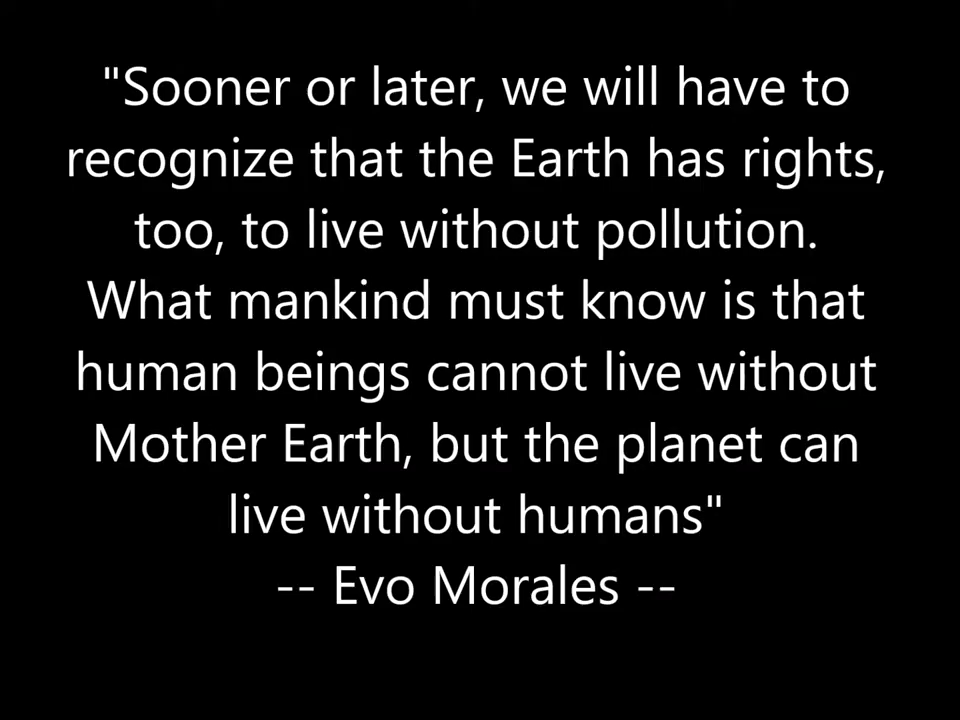 "Sooner or later, we will have to
recognize that the Earth has rights,
too, to live without pollution.
What mankind must know is that
human beings cannot live without
Mother Earth, but the planet can
live without humans"
-- Evo Morales --